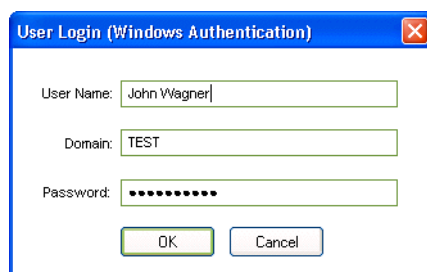 User Login (Windows Authentication)
User Name: John Wagner
Domain: TEST
Password: ●●●●●●●●●●
OK Cancel